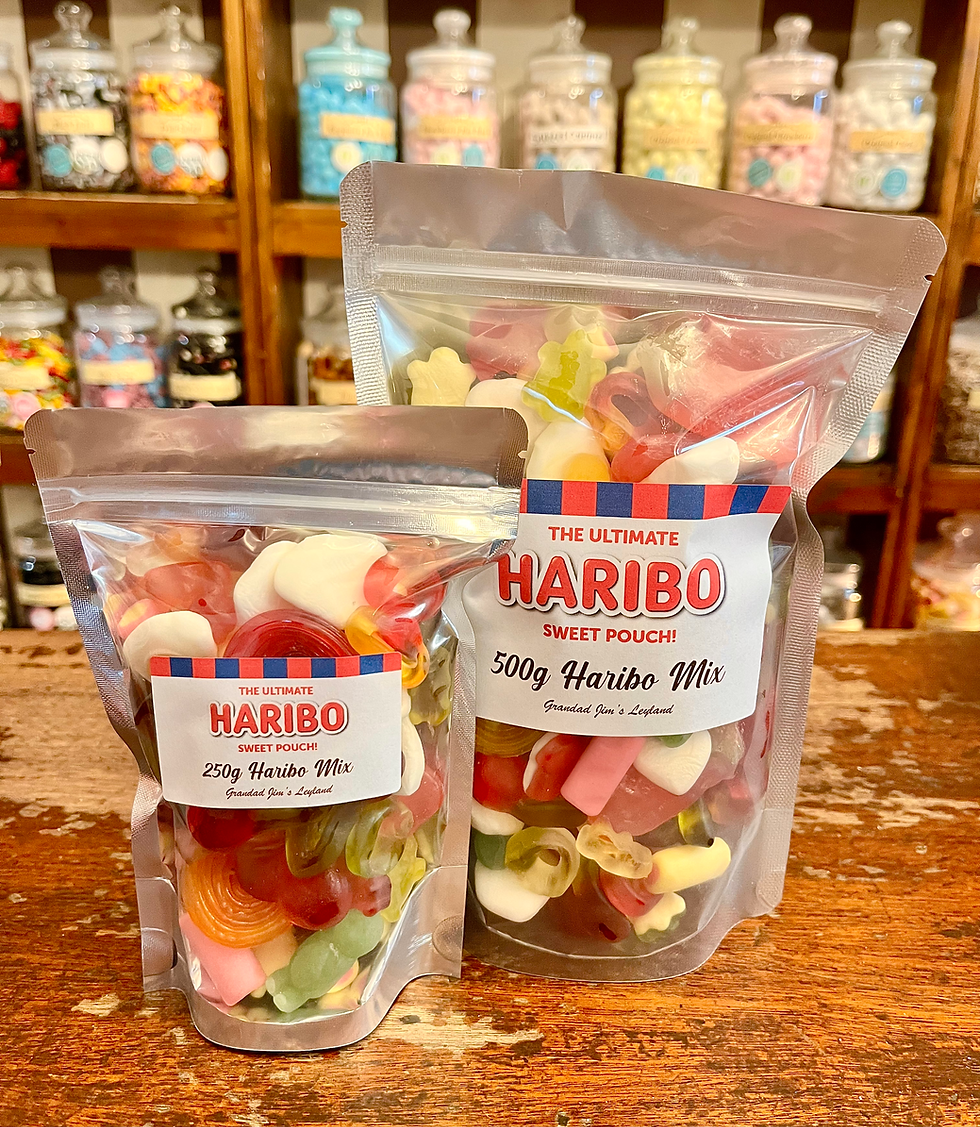 THE ULTIMATE
HARIBO
SWEET POUCH!
250g Haribo Mix
Grandad Jim's Leyland
THE ULTIMATE
HARIBO
SWEET POUCH!
500g Haribo Mix
Grandad Jim's Leyland